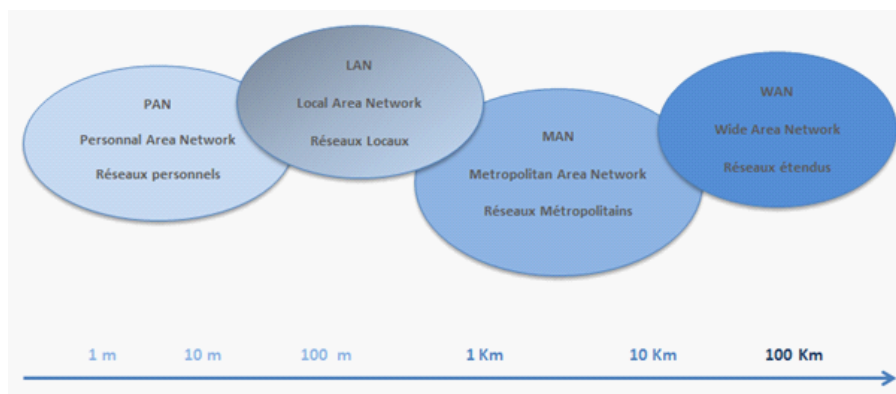 PAN
Personnal Area Network
Réseaux personnels
LAN
Local Area Network
Réseaux Locaux
MAN
Metropolitan Area Network
Réseaux Métropolitains
WAN
Wide Area Network
Réseaux étendus
1 m 10 m 100 m 1 Km 10 Km 100 Km